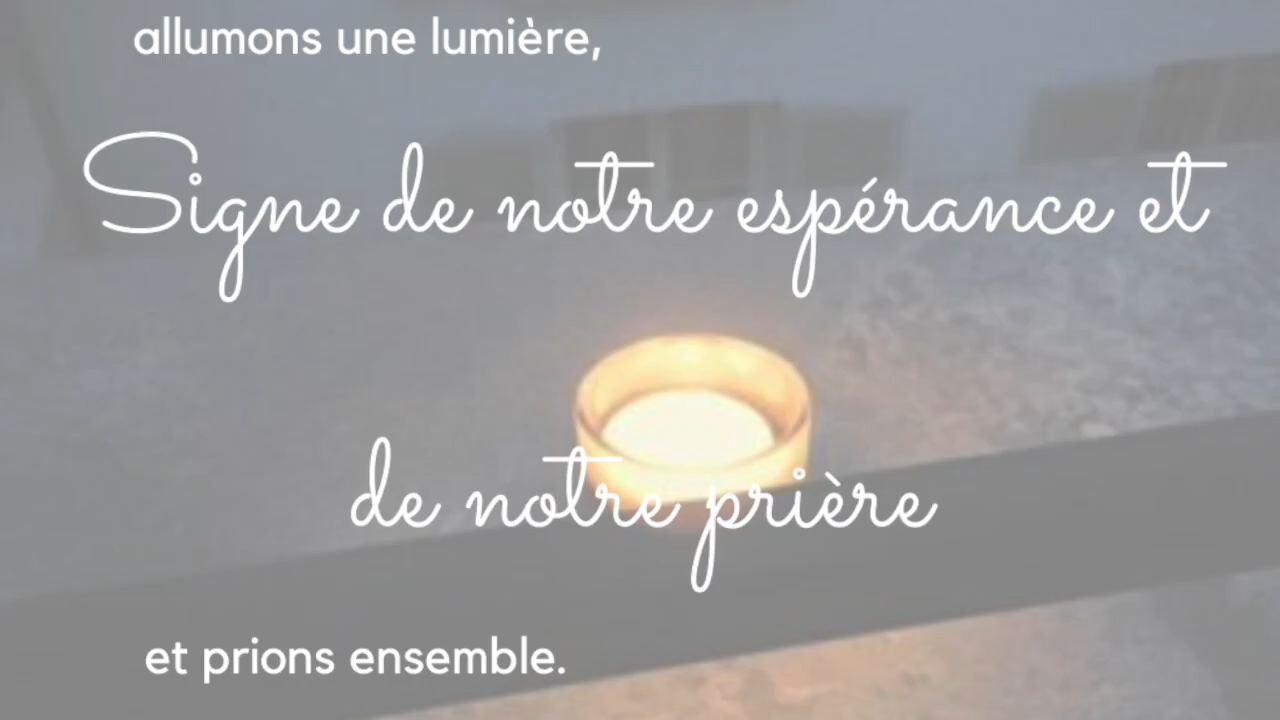 allumons une lumière,
Signe de notre espérance et
de notre prière
et prions ensemble.